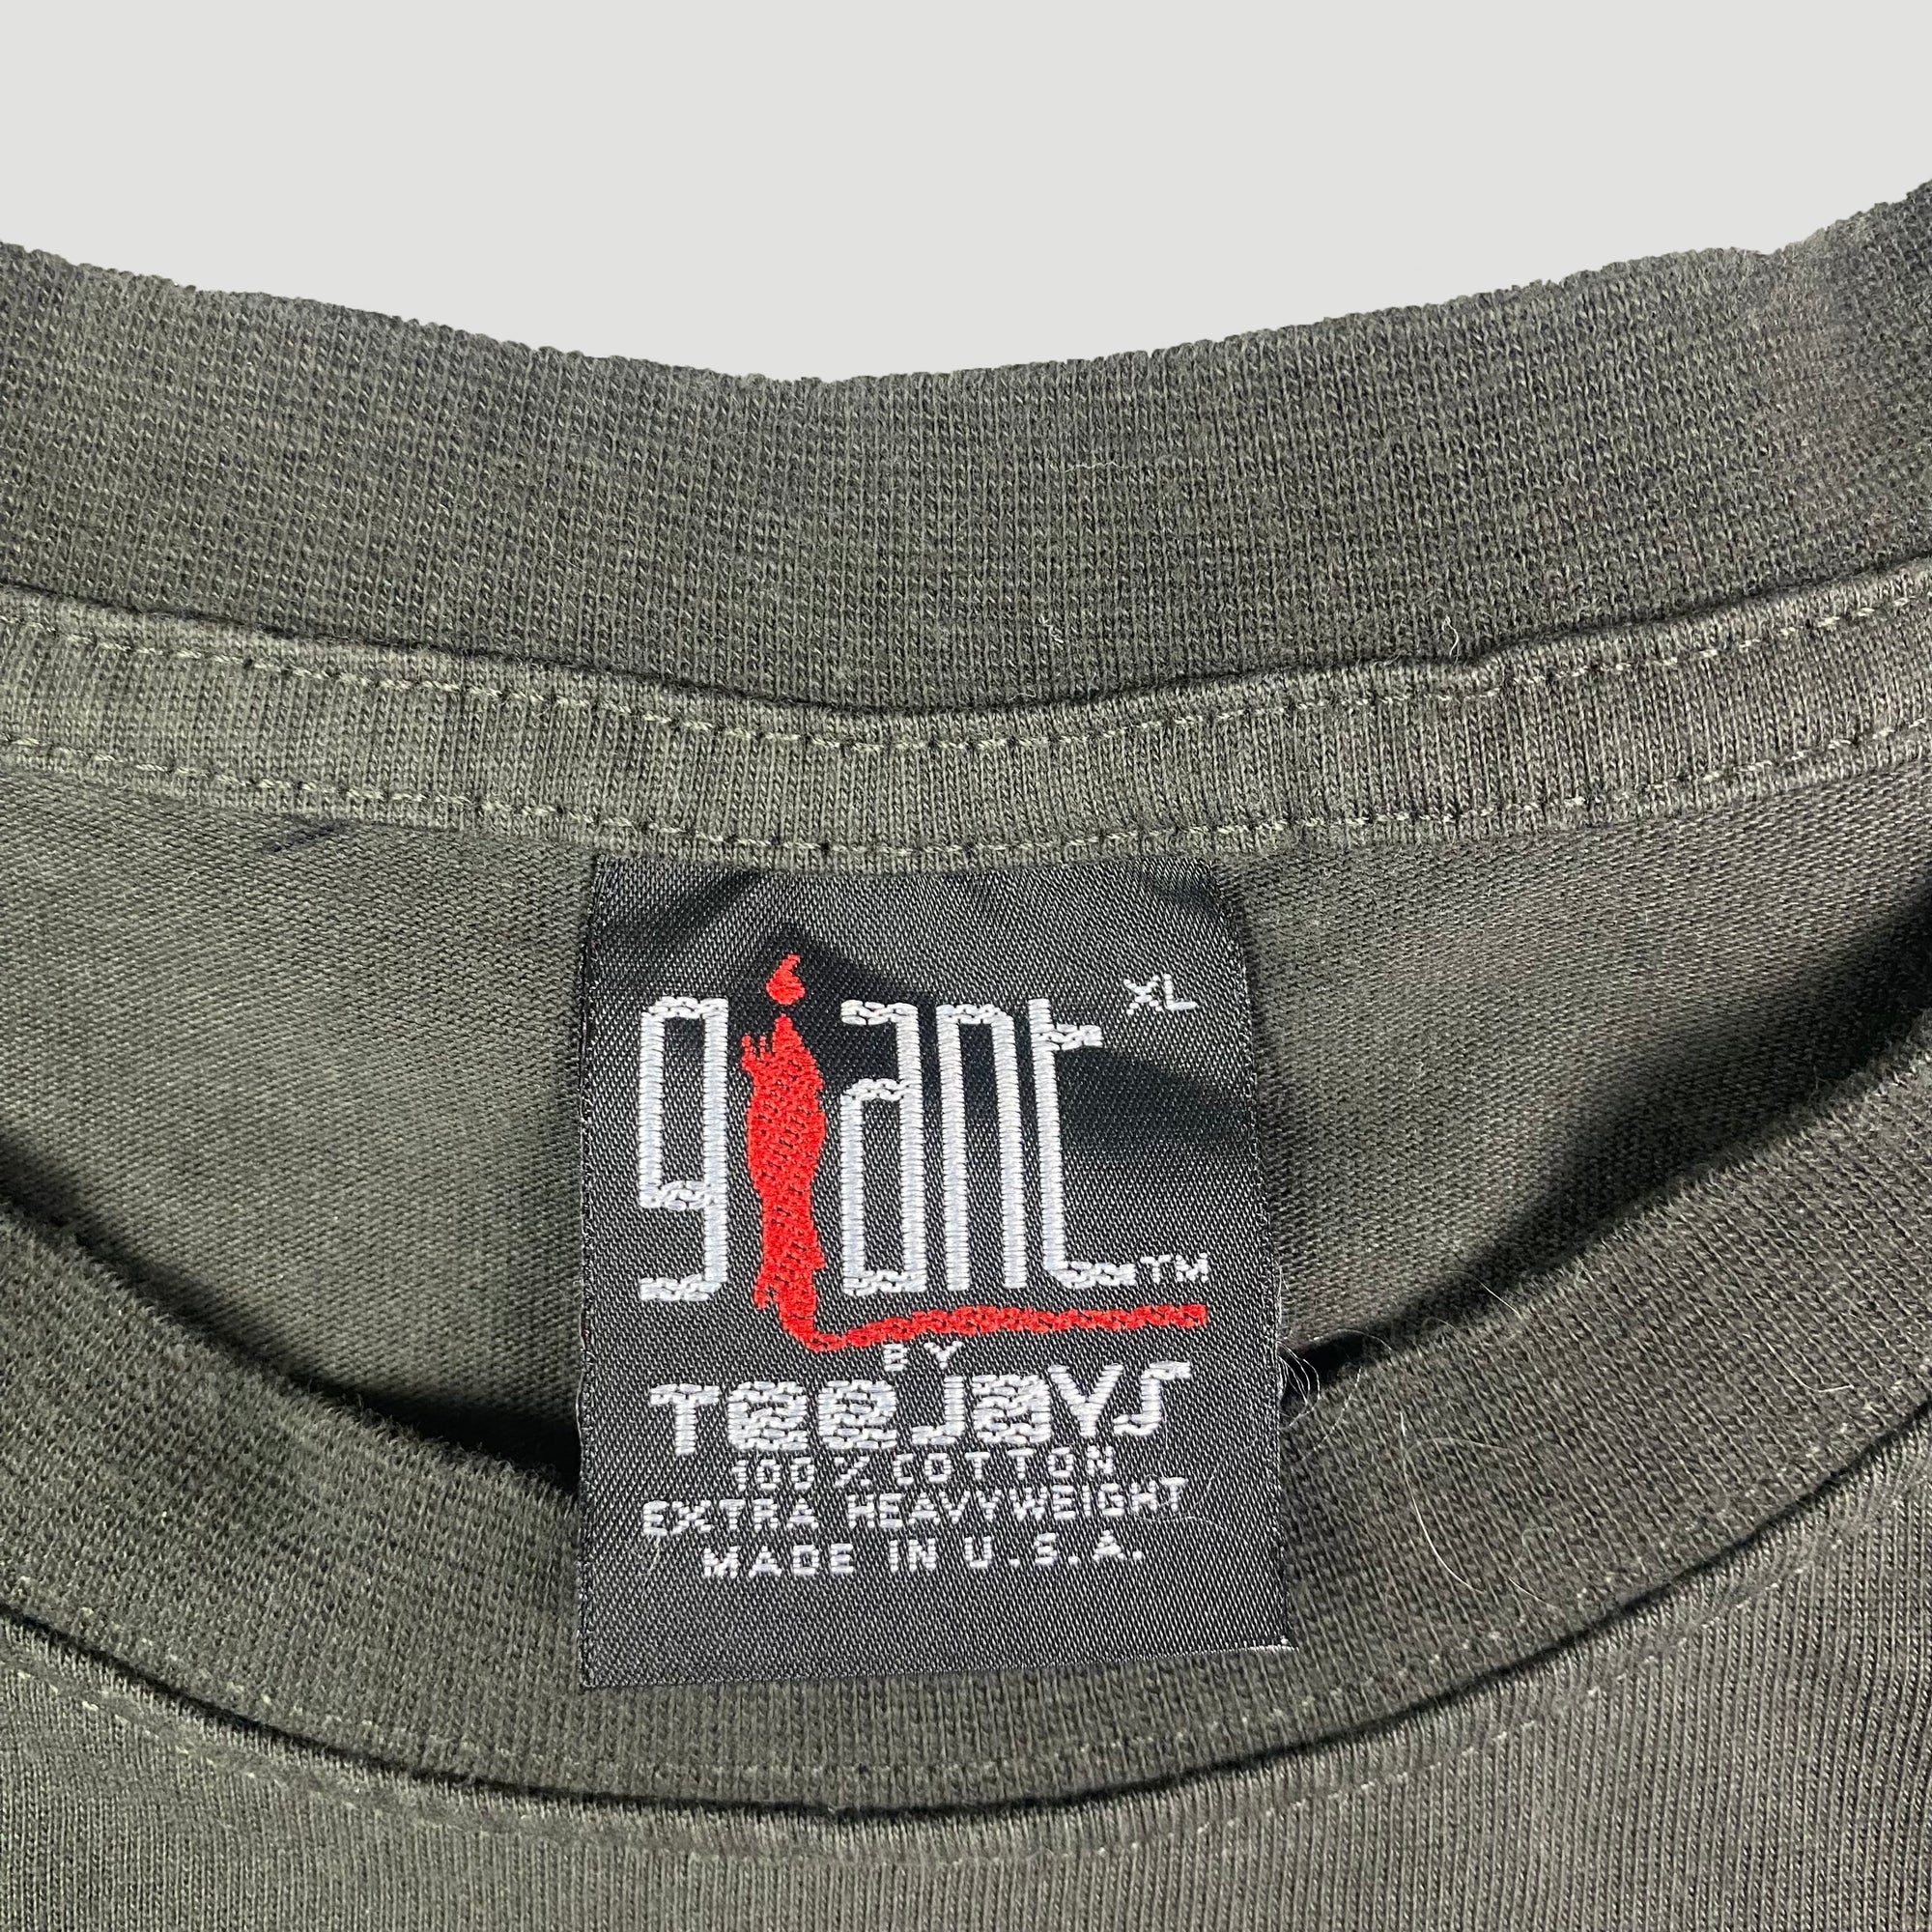 giant XL
TM
BY
TeeJays
100% COTTON
EXTRA HEAVYWEIGHT
MADE IN U.S.A.